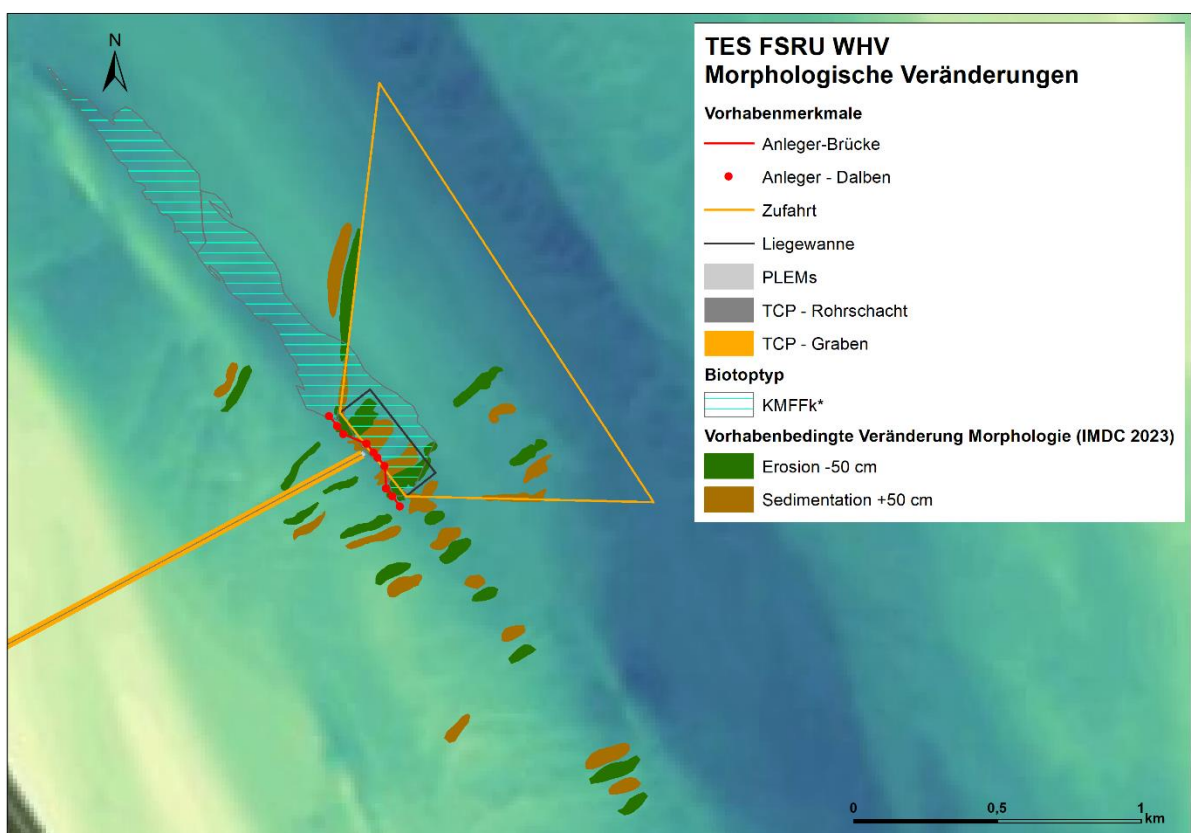 N
TES FSRU WHV
Morphologische Veränderungen
Vorhabenmerkmale
Anleger-Brücke
Anleger - Dalben
Zufahrt
Liegewanne
PLEMs
TCP - Rohrschacht
TCP - Graben
Biotoptyp
KMFFk*
Vorhabenbedingte Veränderung Morphologie (IMDC 2023)
Erosion -50 cm
Sedimentation +50 cm
0 0,5 1
km